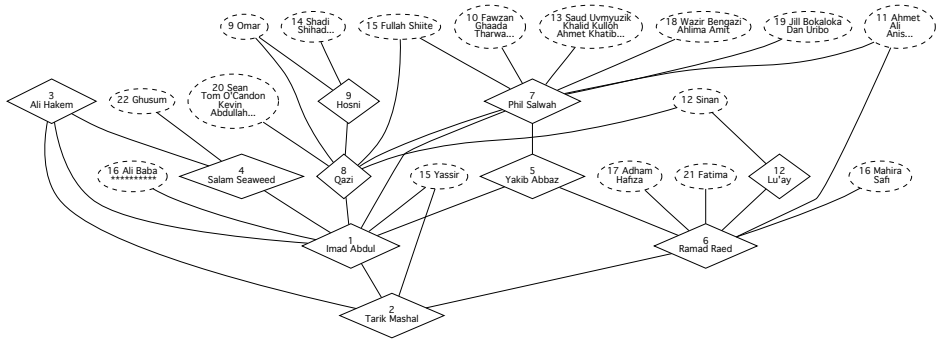 9 Omar
14 Shadi
Shihad...
15 Fullah Shiite
10 Fawzan
Ghaada
Tharwa...
13 Saud Uvmyuzik
Khalid Kulloh
Ahmet Khatib...
18 Wazir Bengazi
Ahlima Amit
19 Jill Bokaloka
Dan Uribo
11 Ahmet
Ali
Anis...
3
Ali Hakem
22 Ghusum
20 Sean
Tom O'Candon
Kevin
Abdullah...
9
Hosni
7
Phil Salwah
12 Sinan
16 Ali Baba
**********
4
Salam Seaweed
8
Qazi
15 Yassir
5
Yakib Abbaz
17 Adham
Hafiza
21 Fatima
12
Lu'ay
16 Mahira
Safi
1
Imad Abdul
6
Ramad Raed
2
Tarik Mashal